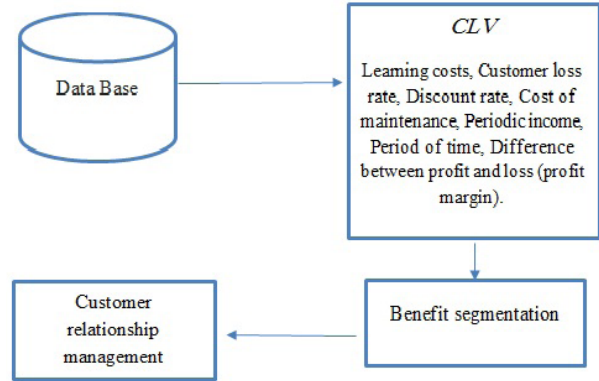 Data Base
CLV
Learning costs, Customer loss
rate, Discount rate, Cost of
maintenance, Periodic income,
Period of time, Difference
between profit and loss (profit
margin).
Benefit segmentation
Customer
relationship
management